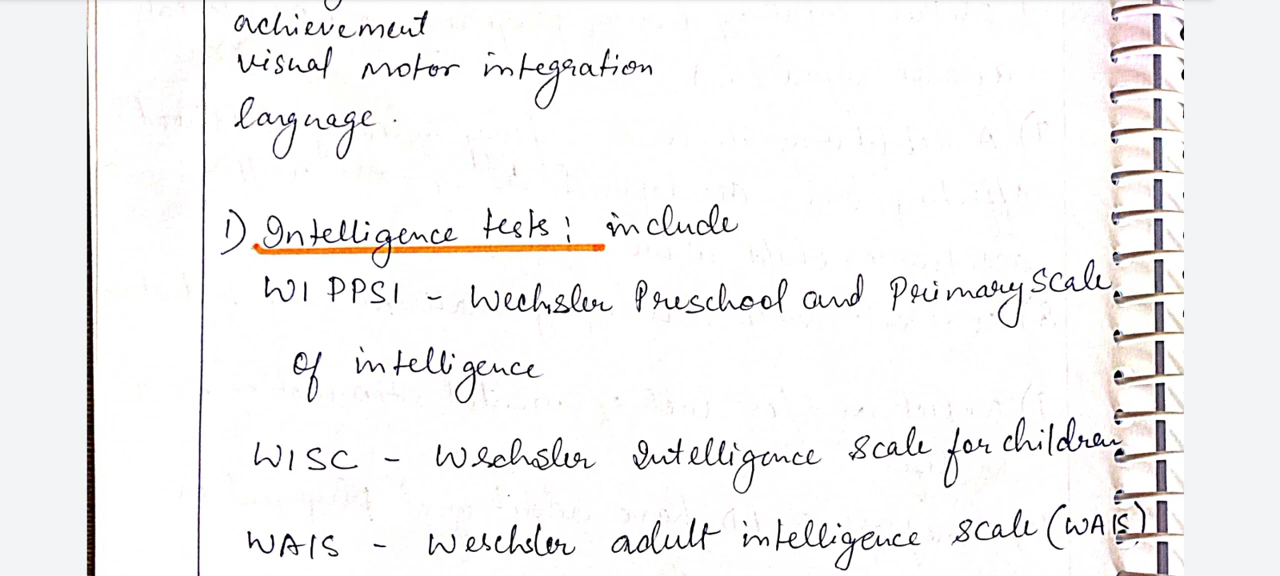 achievement
visual motor integration
language.
1) Intelligence tests: include
WIPPSI - Wechsler Preschool and Primary Scale
of intelligence
WISC - Wechsler Intelligence Scale for children
WAIS - Weschsler adult intelligence scale (WAIS)